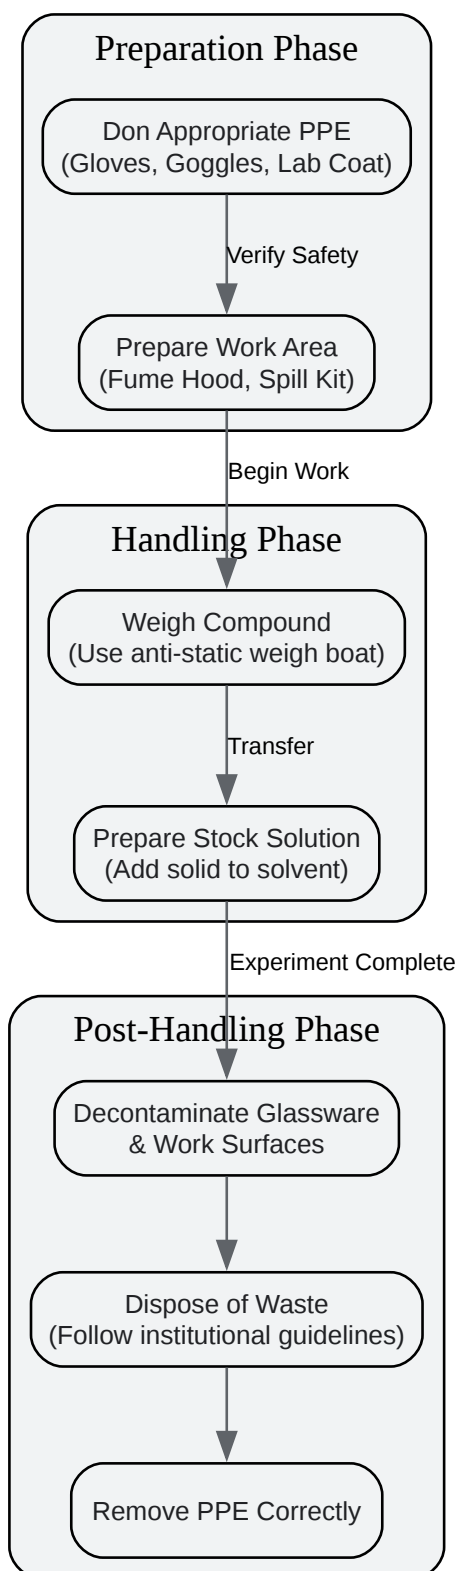 Preparation Phase
Don Appropriate PPE
(Gloves, Goggles, Lab Coat)
Verify Safety
Prepare Work Area
(Fume Hood, Spill Kit)
Begin Work
Handling Phase
Weigh Compound
(Use anti-static weigh boat)
Transfer
Prepare Stock Solution
(Add solid to solvent)
Experiment Complete
Post-Handling Phase
Decontaminate Glassware
& Work Surfaces
Dispose of Waste
(Follow institutional guidelines)
Remove PPE Correctly